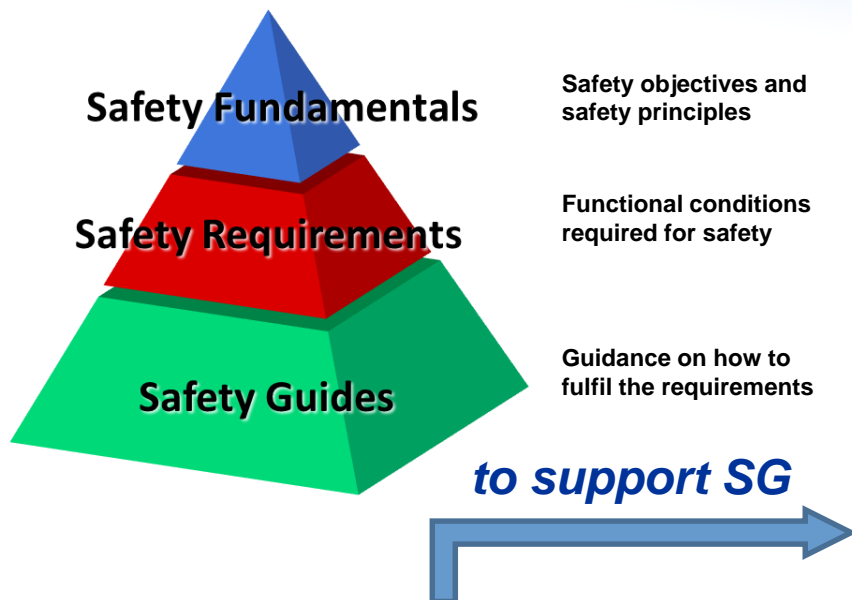 Safety Fundamentals
Safety objectives and
safety principles
Safety Requirements
Functional conditions
required for safety
Safety Guides
Guidance on how to
fulfil the requirements
to support SG